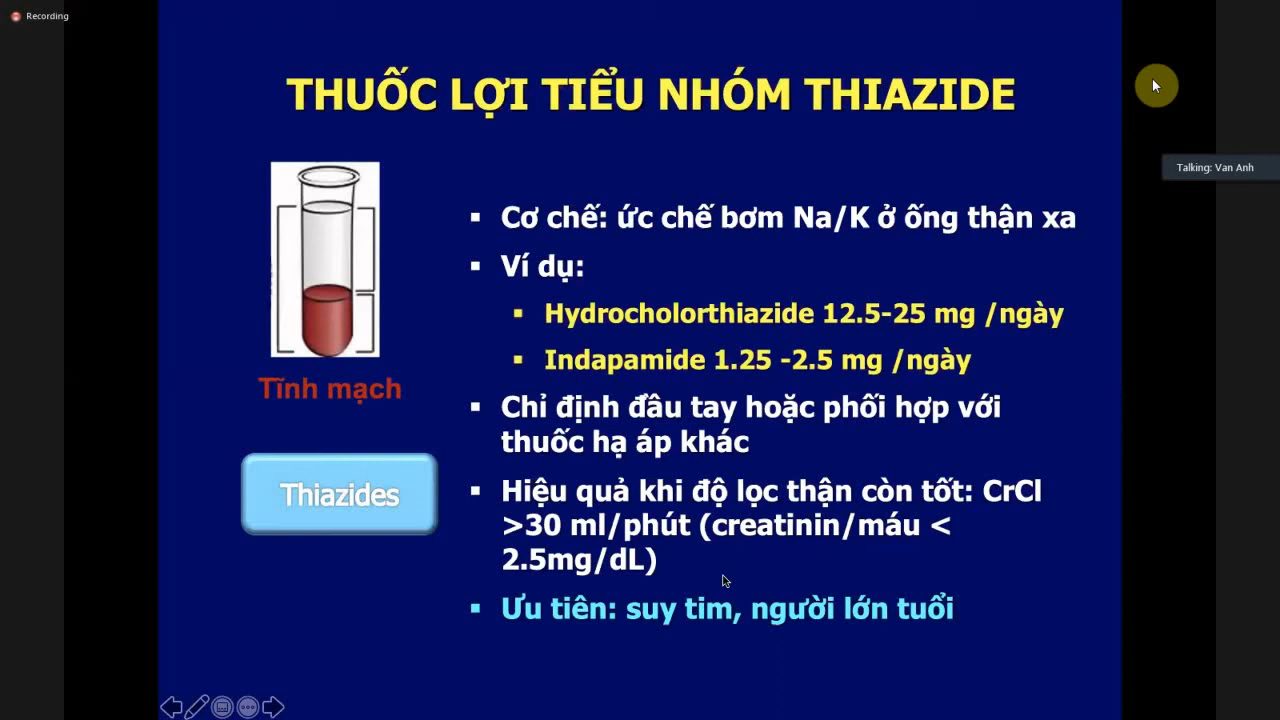 Recording
THUỐC LỢI TIỂU NHÓM THIAZIDE
Talking: Van Anh
Cơ chế: ức chế bơm Na/K ở ống thận xa
Ví dụ:
Hydrocholorthiazide 12.5-25 mg /ngày
Indapamide 1.25 -2.5 mg /ngày
Tĩnh mạch
Chỉ định đầu tay hoặc phối hợp với
thuốc hạ áp khác
Thiazides
Hiệu quả khi độ lọc thận còn tốt: CrCl
>30 ml/phút (creatinin/máu <
2.5mg/dL)
Ưu tiên: suy tim, người lớn tuổi